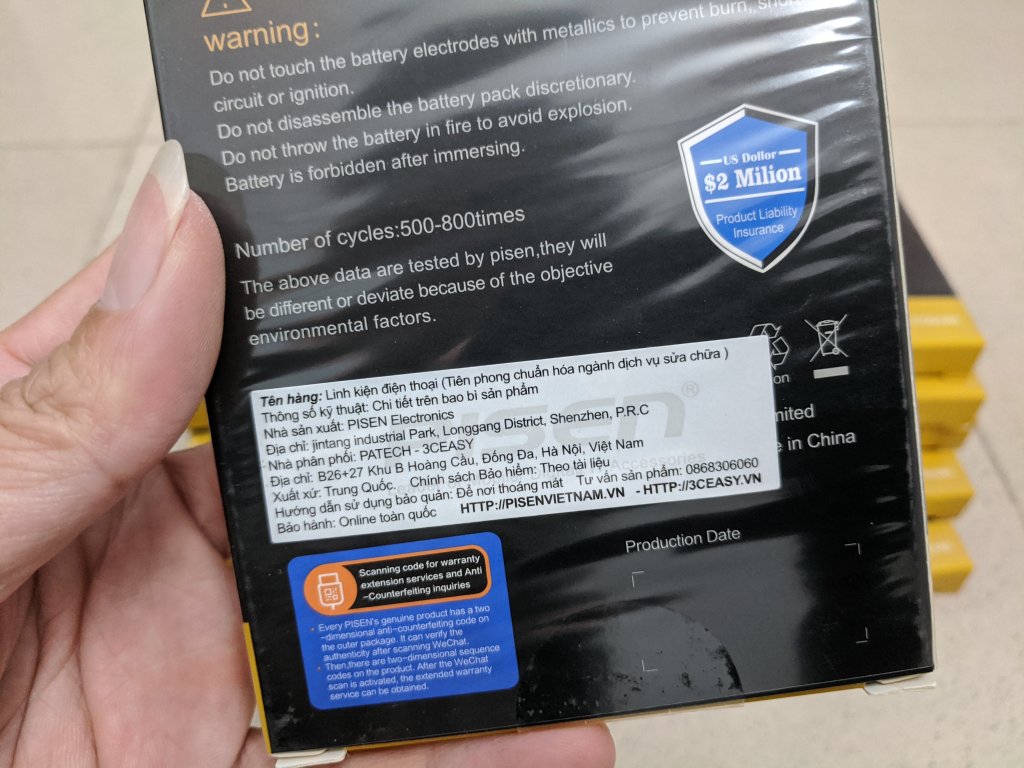 warning:
Do not touch the battery electrodes with metallics to prevent burn, short
circuit or ignition.
Do not disassemble the battery pack discretionary.
Do not throw the battery in fire to avoid explosion.
Battery is forbidden after immersing.
US Dollor
$2 Milion
Product Liability
Insurance
Number of cycles:500-800times
The above data are tested by pisen,they will
be different or deviate because of the objective
environmental factors.
Tên hàng: Linh kiện điện thoại (Tiên phong chuẩn hóa ngành dịch vụ sửa chữa )
Thông số kỹ thuật: Chi tiết trên bao bì sản phẩm
Nhà sản xuất: PISEN Electronics
Địa chỉ: jintang industrial Park, Longgang District, Shenzhen, P.R.C
Nhà phân phối: PATECH - 3CEASY
Địa chỉ: B26+27 Khu B Hoàng Cầu, Đống Đa, Hà Nội, Việt Nam
Xuất xứ: Trung Quốc. Chính sách Bảo hiểm: Theo tài liệu
Hướng dẫn sử dụng bảo quản: Để nơi thoáng mát Tư vấn sản phẩm: 0868306060
Bảo hành: Online toàn quốc HTTP://PISENVIETNAM.VN - HTTP://3CEASY.VN
PISEN®
Accessories
in China
Production Date
Scanning code for warranty
extension services and Anti
-Counterfeiting inquiries
· Every PISEN's genuine product has a two
-dimensional anti-counterfeiting code on
the outer package. It can verify the
authenticity after scanning WeChat.
· Then,there are two-dimensional sequence
codes on the product. After the WeChat
scan is activated, the extended warranty
service can be obtained.